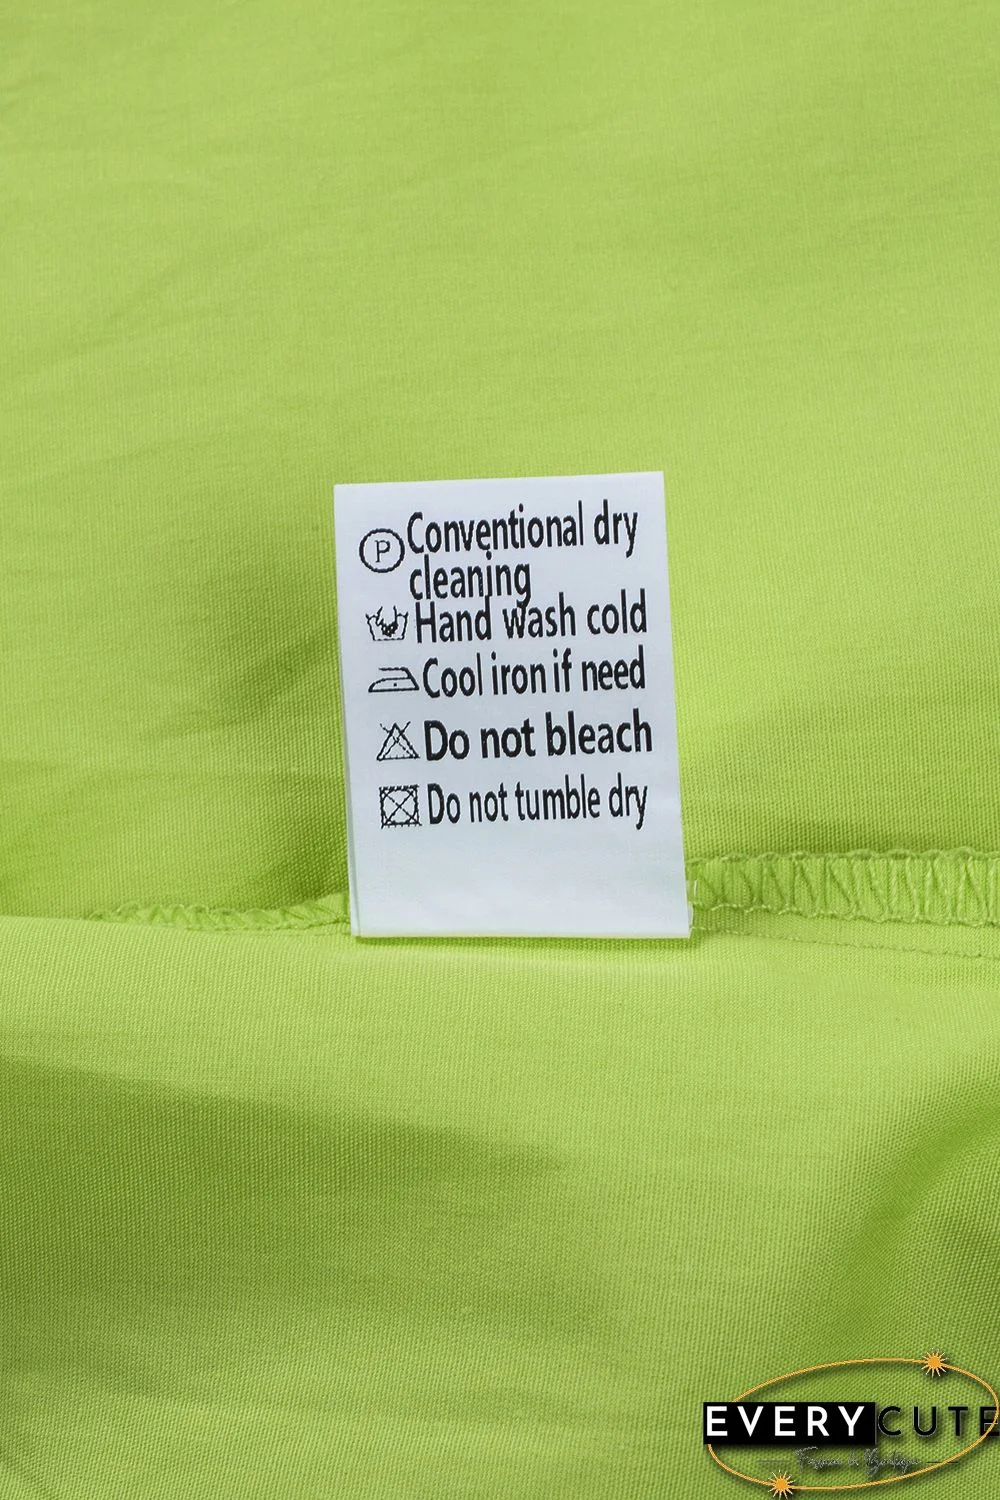 P Conventional dry
cleaning
Hand wash cold
Cool iron if need
Do not bleach
Do not tumble dry
EVERYCUTE